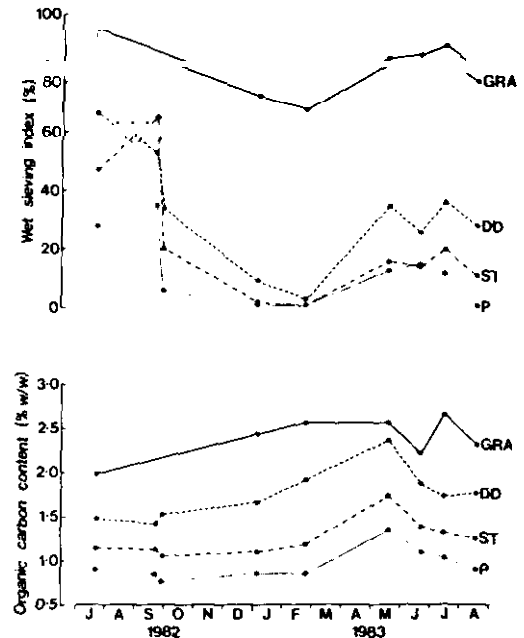 100
80
60
40
20
0
Wet sieving index (%)
GRA
DD
ST
P
3·0
2·5
2·0
1·5
1·0
0·5
Organic carbon content (% w/w)
GRA
DD
ST
P
J A S O N D J F M A M J J A
1982 1983